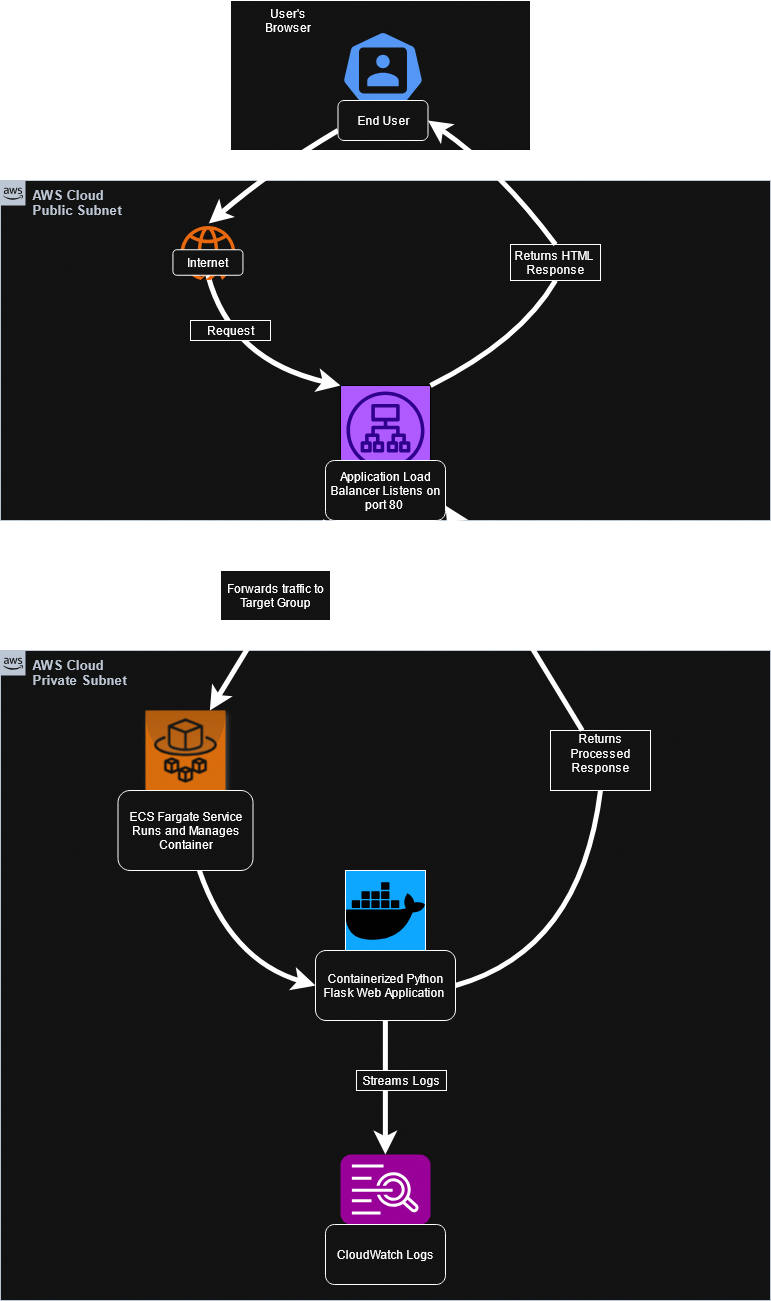 User's
Browser
End User
aws
AWS Cloud
Public Subnet
Internet
Returns HTML
Response
Request
Application Load
Balancer Listens on
port 80
Forwards traffic to
Target Group
aws
AWS Cloud
Private Subnet
Returns
Processed
Response
ECS Fargate Service
Runs and Manages
Container
Containerized Python
Flask Web Application
Streams Logs
CloudWatch Logs